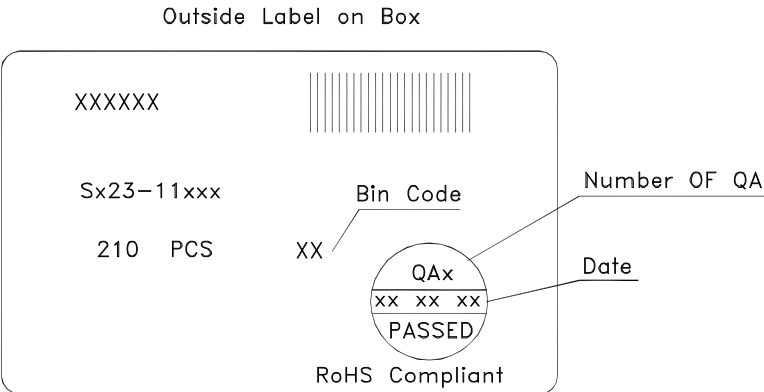 Outside Label on Box
XXXXXX
Sx23-11xxx
Bin Code
Number OF QA
210 PCS
XX
QAx
Date
xx xx xx
PASSED
RoHS Compliant